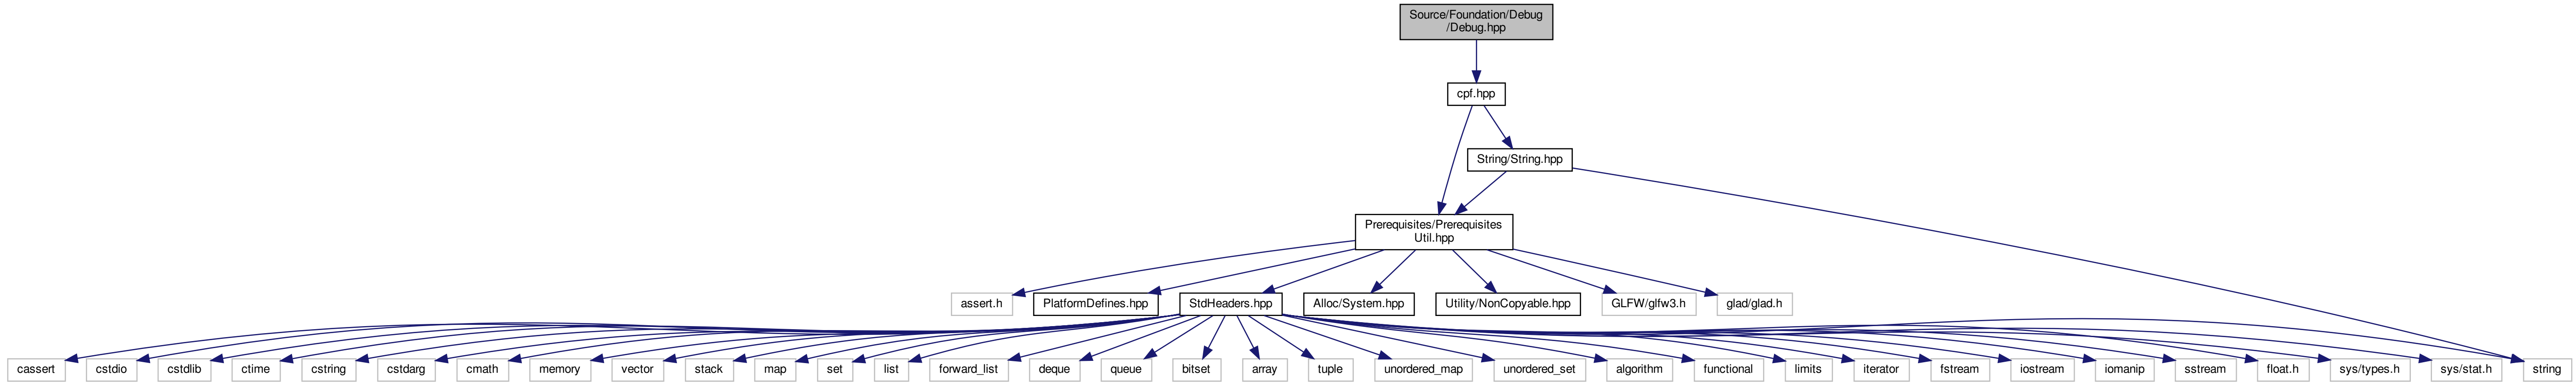 Source/Foundation/Debug
/Debug.hpp
cpf.hpp
String/String.hpp
Prerequisites/Prerequisites
Util.hpp
assert.h
PlatformDefines.hpp
StdHeaders.hpp
Alloc/System.hpp
Utility/NonCopyable.hpp
GLFW/glfw3.h
glad/glad.h
cassert
cstdio
cstdlib
ctime
cstring
cstdarg
cmath
memory
vector
stack
map
set
list
forward_list
deque
queue
bitset
array
tuple
unordered_map
unordered_set
algorithm
functional
limits
iterator
fstream
iostream
iomanip
sstream
float.h
sys/types.h
sys/stat.h
string